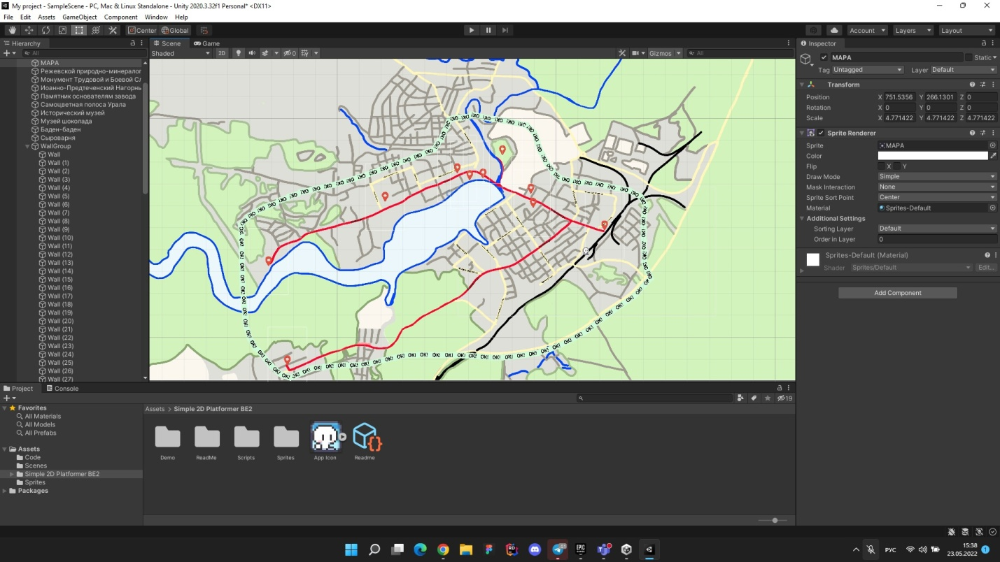 My project - SampleScene - PC, Mac & Linux Standalone - Unity 2020.3.32f1 Personal* <DX11>
File Edit Assets GameObject Component Window Help
Center Global
Account Layers Layout
Hierarchy
All
MAPA
Режевской природно-минералог
Монумент Трудовой и Боевой Сл
Иоанно-Предтеченский Нагорнь
Памятник основателям завода
Самоцветная полоса Урала
Исторический музей
Музей шоколада
Баден-баден
Сыроварня
WallGroup
Wall
Wall (1)
Wall (2)
Wall (3)
Wall (4)
Wall (5)
Wall (6)
Wall (7)
Wall (8)
Wall (9)
Wall (10)
Wall (11)
Wall (12)
Wall (13)
Wall (14)
Wall (15)
Wall (16)
Wall (17)
Wall (18)
Wall (19)
Wall (20)
Wall (21)
Wall (22)
Wall (23)
Wall (24)
Wall (25)
Wall (26)
Wall (27)
Scene Game
Shaded 2D 0 Gizmos All
OK!
Inspector
MAPA Static
Tag Untagged Layer Default
Transform
Position X 751.5356 Y 266.1301 Z 0
Rotation X 0 Y 0 Z 0
Scale X 4.771422 Y 4.771422 Z 4.771422
Sprite Renderer
Sprite MAPA
Color
Flip X Y
Draw Mode Simple
Mask Interaction None
Sprite Sort Point Center
Material Sprites-Default
Additional Settings
Sorting Layer Default
Order in Layer 0
Sprites-Default (Material)
Shader Sprites/Default Edit...
Add Component
Project Console
19
Favorites
All Materials
All Models
All Prefabs
Assets
Code
Scenes
Simple 2D Platformer BE2
Sprites
Packages
Assets > Simple 2D Platformer BE2
Demo ReadMe Scripts Sprites App Icon Readme
РУС
15:38
23.05.2022
1